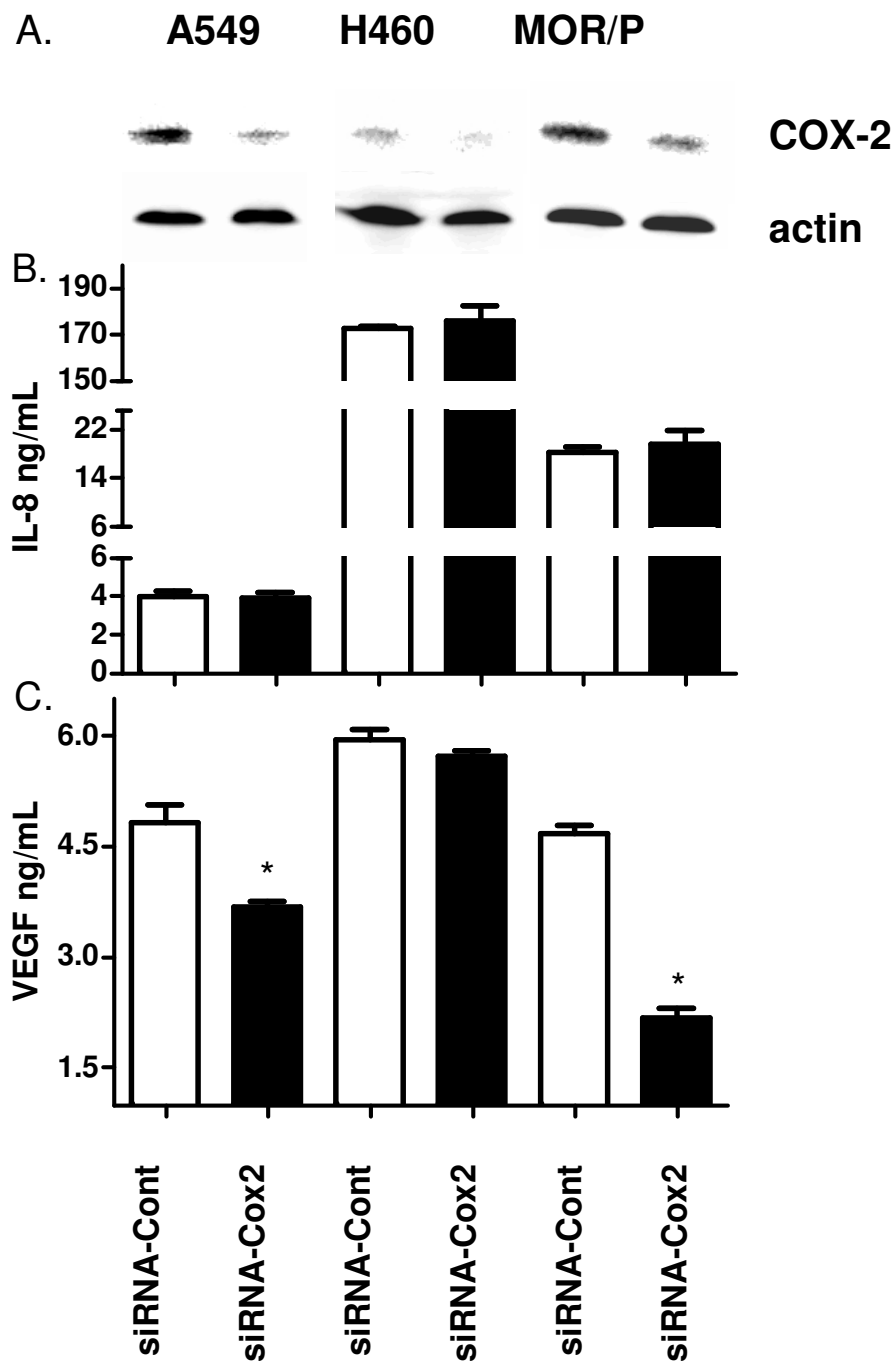 A. A549 H460 MOR/P
COX-2
actin
B.
190
170
150
22
14
6
6
4
2
0
IL-8 ng/mL
C.
6.0
4.5
3.0
1.5
VEGF ng/mL
*
*
siRNA-Cont
siRNA-Cox2
siRNA-Cont
siRNA-Cox2
siRNA-Cont
siRNA-Cox2